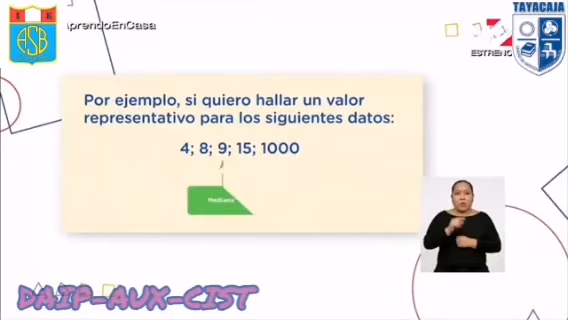 AprendoEnCasa
TAYACAJA
ASB
ESTRENO
Por ejemplo, si quiero hallar un valor
representativo para los siguientes datos:
4; 8; 9; 15; 1000
Mediana
DAIP-AUX-CIST